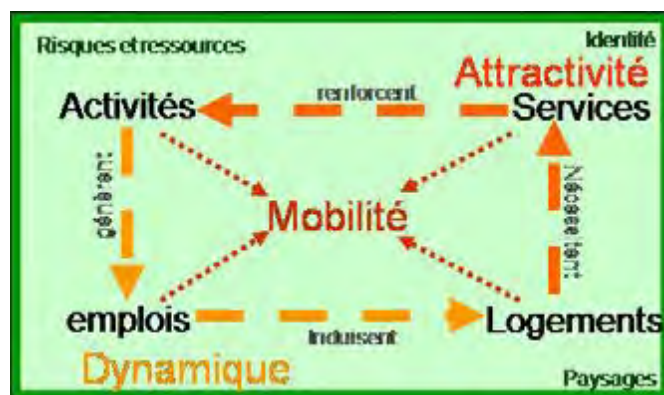 Risques et ressources
Identité
Attractivité
Activités
renforcent
Services
génèrent
Mobilité
Nécessitent
emplois
Induisent
Logements
Dynamique
Paysages